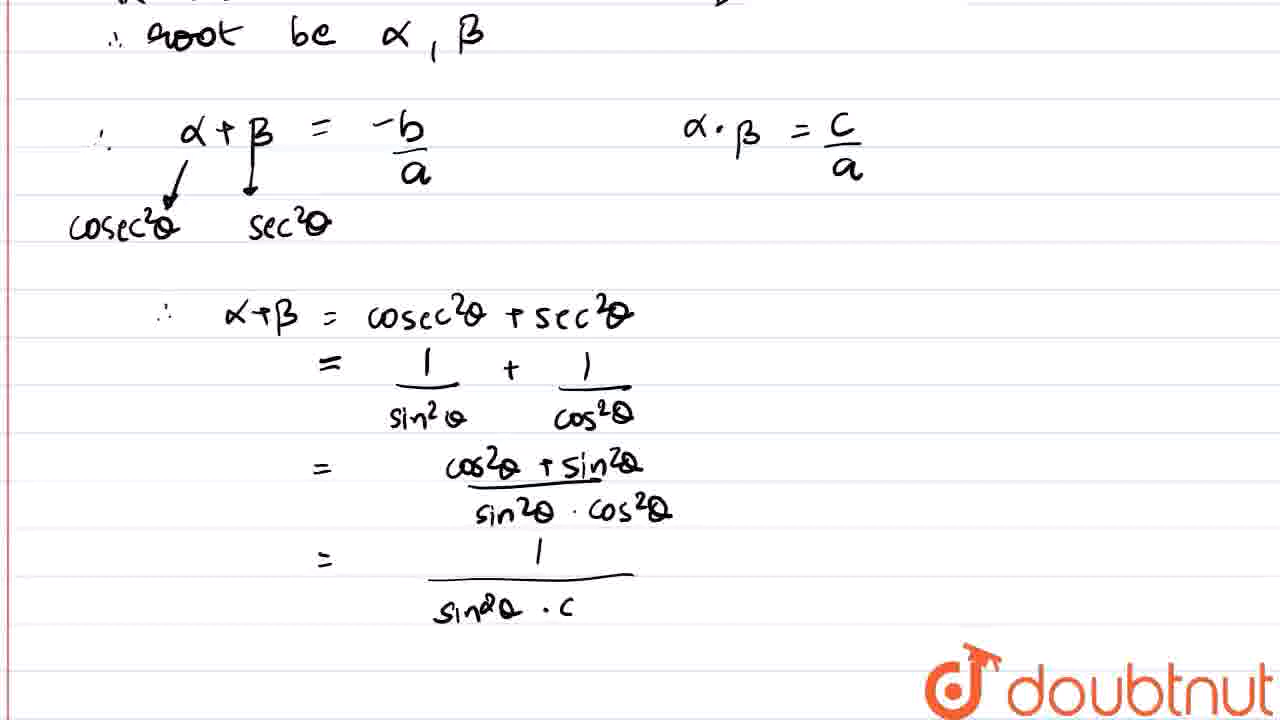 ∴ root be α, β
∴ α + β = -b/a
α · β = c/a
cosec²θ sec²θ
∴ α + β = cosec²θ + sec²θ
= 1/sin²θ + 1/cos²θ
= cos²θ + sin²θ / sin²θ · cos²θ
= 1 / sin²θ · c
doubtnut